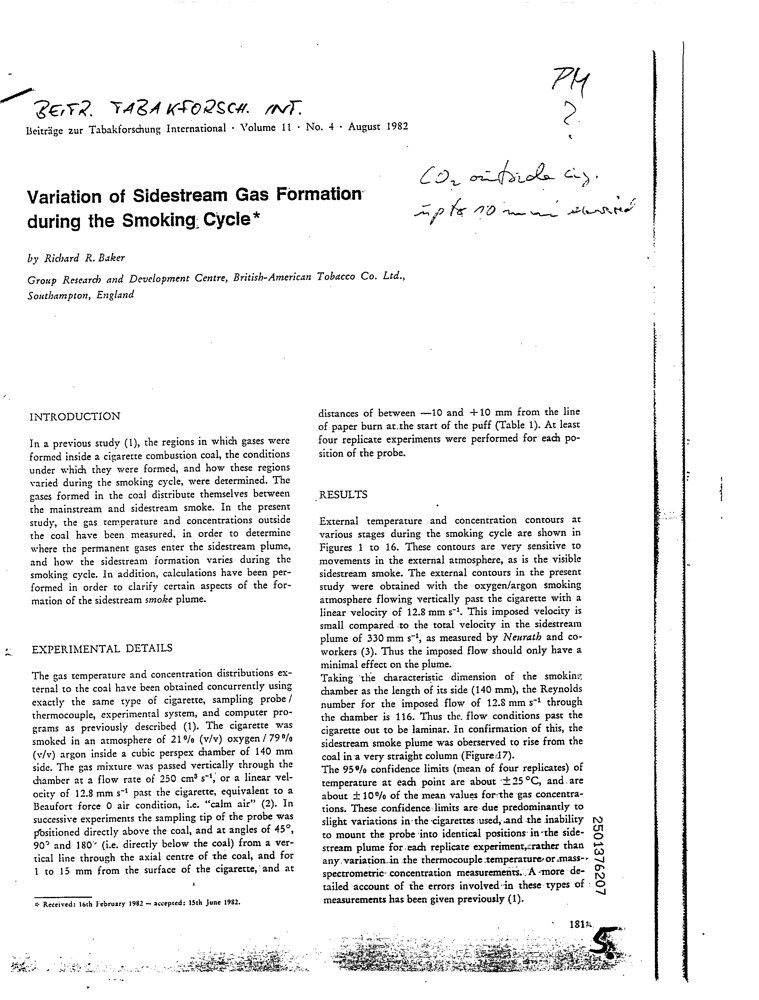 PM
?
BEITR. TABAKFORSCH. INT.
Beiträge zur Tabakforschung International · Volume 11 · No. 4 · August 1982
CO₂ outside cig.
up to 10 mm
Variation of Sidestream Gas Formation
during the Smoking Cycle*
by Richard R. Baker
Group Research and Development Centre, British-American Tobacco Co. Ltd.,
Southampton, England
INTRODUCTION
In a previous study (1), the regions in which gases were
formed inside a cigarette combustion coal, the conditions
under which they were formed, and how these regions
varied during the smoking cycle, were determined. The
gases formed in the coal distribute themselves between
the mainstream and sidestream smoke. In the present
study, the gas temperature and concentrations outside
the coal have been measured, in order to determine
where the permanent gases enter the sidestream plume,
and how the sidestream formation varies during the
smoking cycle. In addition, calculations have been per-
formed in order to clarify certain aspects of the for-
mation of the sidestream smoke plume.
EXPERIMENTAL DETAILS
The gas temperature and concentration distributions ex-
ternal to the coal have been obtained concurrently using
exactly the same type of cigarette, sampling probe /
thermocouple, experimental system, and computer pro-
grams as previously described (1). The cigarette was
smoked in an atmosphere of 21% (v/v) oxygen / 79%
(v/v) argon inside a cubic perspex chamber of 140 mm
side. The gas mixture was passed vertically through the
chamber at a flow rate of 250 cm³ s⁻¹, or a linear vel-
ocity of 12.8 mm s⁻¹ past the cigarette, equivalent to a
Beaufort force 0 air condition, i.e. "calm air" (2). In
successive experiments the sampling tip of the probe was
positioned directly above the coal, and at angles of 45°,
90° and 180° (i.e. directly below the coal) from a ver-
tical line through the axial centre of the coal, and for
1 to 15 mm from the surface of the cigarette, and at
* Received: 16th February 1982 – accepted: 15th June 1982.
distances of between —10 and +10 mm from the line
of paper burn at the start of the puff (Table 1). At least
four replicate experiments were performed for each po-
sition of the probe.
RESULTS
External temperature and concentration contours at
various stages during the smoking cycle are shown in
Figures 1 to 16. These contours are very sensitive to
movements in the external atmosphere, as is the visible
sidestream smoke. The external contours in the present
study were obtained with the oxygen/argon smoking
atmosphere flowing vertically past the cigarette with a
linear velocity of 12.8 mm s⁻¹. This imposed velocity is
small compared to the total velocity in the sidestream
plume of 330 mm s⁻¹, as measured by Neurath and co-
workers (3). Thus the imposed flow should only have a
minimal effect on the plume.
Taking the characteristic dimension of the smoking
chamber as the length of its side (140 mm), the Reynolds
number for the imposed flow of 12.8 mm s⁻¹ through
the chamber is 116. Thus the flow conditions past the
cigarette out to be laminar. In confirmation of this, the
sidestream smoke plume was oberserved to rise from the
coal in a very straight column (Figure 17).
The 95% confidence limits (mean of four replicates) of
temperature at each point are about ±25 °C, and are
about ±10% of the mean values for the gas concentra-
tions. These confidence limits are due predominantly to
slight variations in the cigarettes used, and the inability
to mount the probe into identical positions in the side-
stream plume for each replicate experiment, rather than
any variation in the thermocouple temperature or mass-
spectrometric concentration measurements. A more de-
tailed account of the errors involved in these types of
measurements has been given previously (1).
2501376207
181
5.